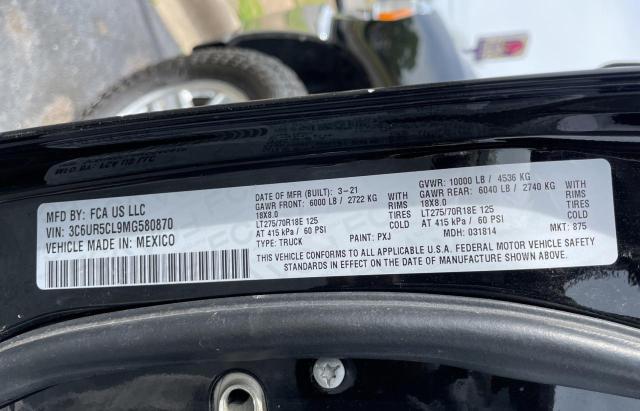 MFD BY: FCA US LLC
VIN: 3C6UR5CL9MG580870
VEHICLE MADE IN: MEXICO
DATE OF MFR (BUILT): 3-21
GAWR FRONT: 6000 LB / 2722 KG
18X8.0 RIMS
LT275/70R18E 125 TIRES
AT 415 kPa / 60 PSI COLD
TYPE: TRUCK PAINT: PXJ
GVWR: 10000 LB / 4536 KG
GAWR REAR: 6040 LB / 2740 KG
18X8.0 RIMS
LT275/70R18E 125 TIRES
AT 415 kPa / 60 PSI COLD
MDH: 031814 MKT: 875
THIS VEHICLE CONFORMS TO ALL APPLICABLE U.S.A. FEDERAL MOTOR VEHICLE SAFETY
STANDARDS IN EFFECT ON THE DATE OF MANUFACTURE SHOWN ABOVE.